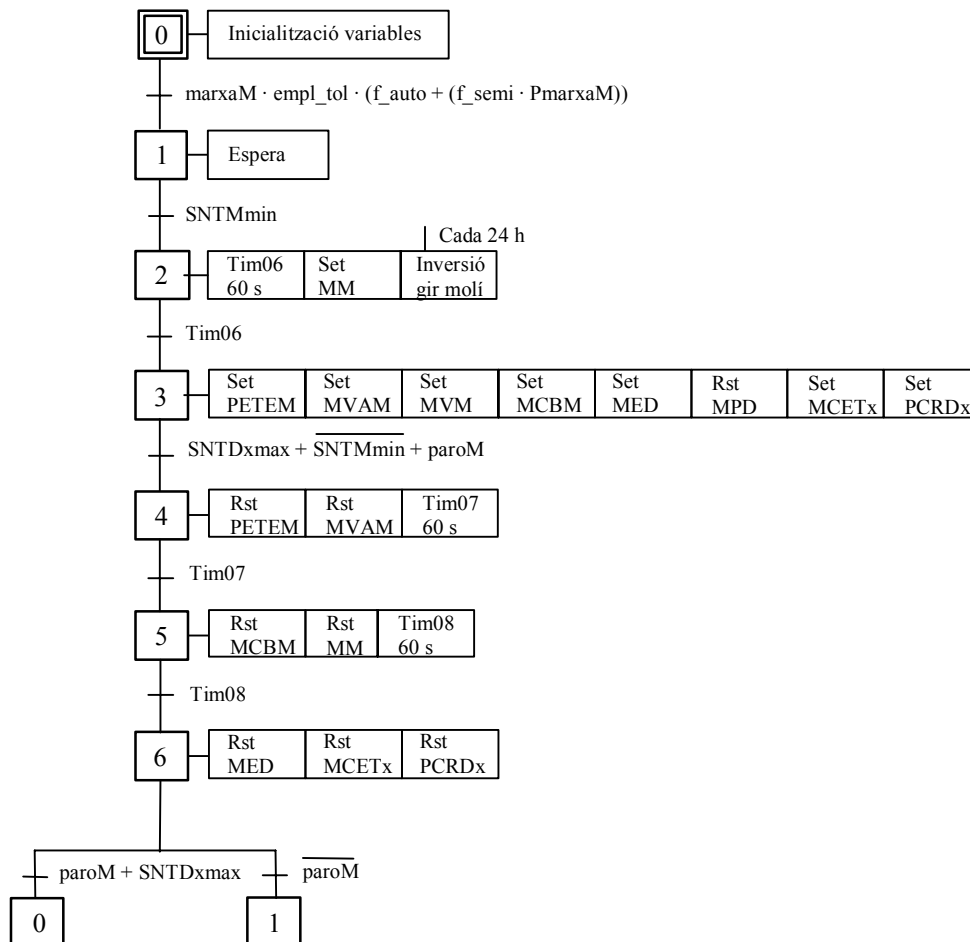 0
Inicialització variables
marxaM · empl_tol · (f_auto + (f_semi · PmarxaM))
1
Espera
SNTMmin
Cada 24 h
2
Tim06
60 s
Set
MM
Inversió
gir molí
Tim06
3
Set
PETEM
Set
MVAM
Set
MVM
Set
MCBM
Set
MED
Rst
MPD
Set
MCETx
Set
PCRDx
SNTDxmax + S̅N̅T̅M̅m̅i̅n̅ + paroM
4
Rst
PETEM
Rst
MVAM
Tim07
60 s
Tim07
5
Rst
MCBM
Rst
MM
Tim08
60 s
Tim08
6
Rst
MED
Rst
MCETx
Rst
PCRDx
paroM + SNTDxmax
p̅a̅r̅o̅M̅
0
1